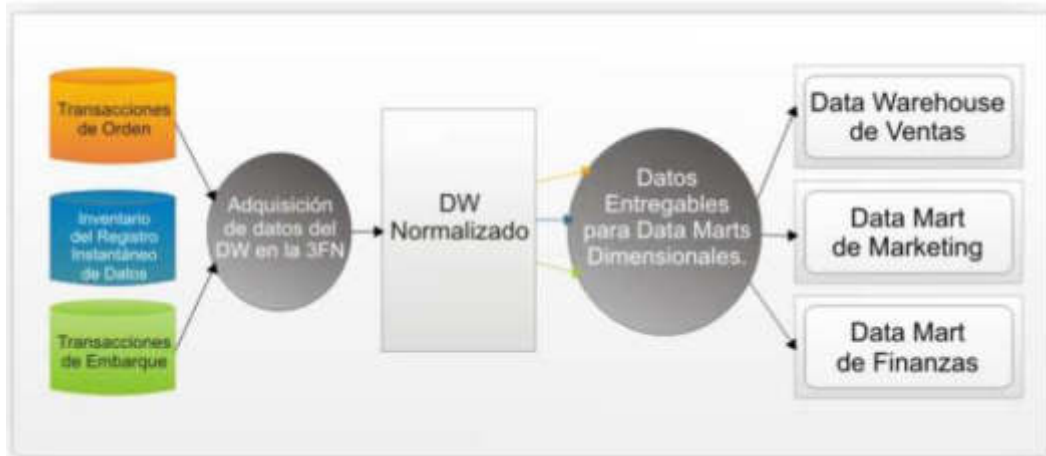 Transacciones
de Orden
Inventario
del Registro
Instantáneo
de Datos
Transacciones
de Embarque
Adquisición
de datos del
DW en la 3FN
DW
Normalizado
Datos
Entregables
para Data Marts
Dimensionales.
Data Warehouse
de Ventas
Data Mart
de Marketing
Data Mart
de Finanzas